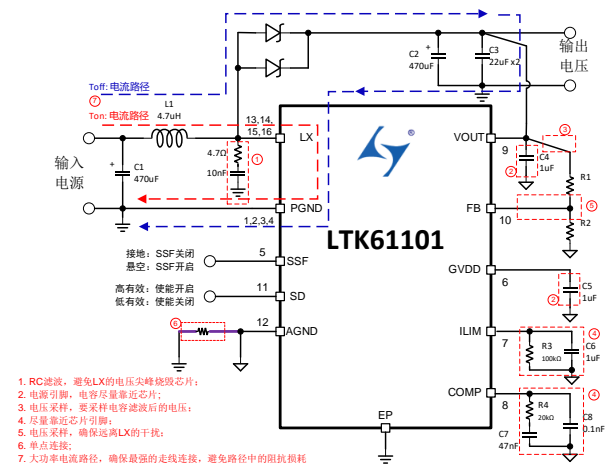 Toff: 电流路径
⑦
Ton: 电流路径
L1
4.7uH
C2
470uF
+
C3
22uF x2
输出
电压
13,14,
15,16
LX
4.7Ω
10nF
①
输入
电源
+
C1
470uF
PGND
1,2,3,4
®
VOUT
9
③
②
C4
1uF
R1
FB
10
⑤
R2
LTK61101
接地：SSF关闭
悬空：SSF开启
5
SSF
高有效：使能开启
低有效：使能关闭
11
SD
GVDD
6
②
C5
1uF
⑥
12
AGND
ILIM
7
④
R3
100kΩ
C6
1uF
COMP
8
④
R4
20kΩ
C7
47nF
C8
0.1nF
EP
1. RC滤波，避免LX的电压尖峰烧毁芯片；
2. 电源引脚，电容尽量靠近芯片；
3. 电压采样，要采样电容滤波后的电压；
4. 尽量靠近芯片引脚；
5. 电压采样，确保远离LX的干扰；
6. 单点连接；
7. 大功率电流路径，确保最强的走线连接，避免路径中的阻抗损耗